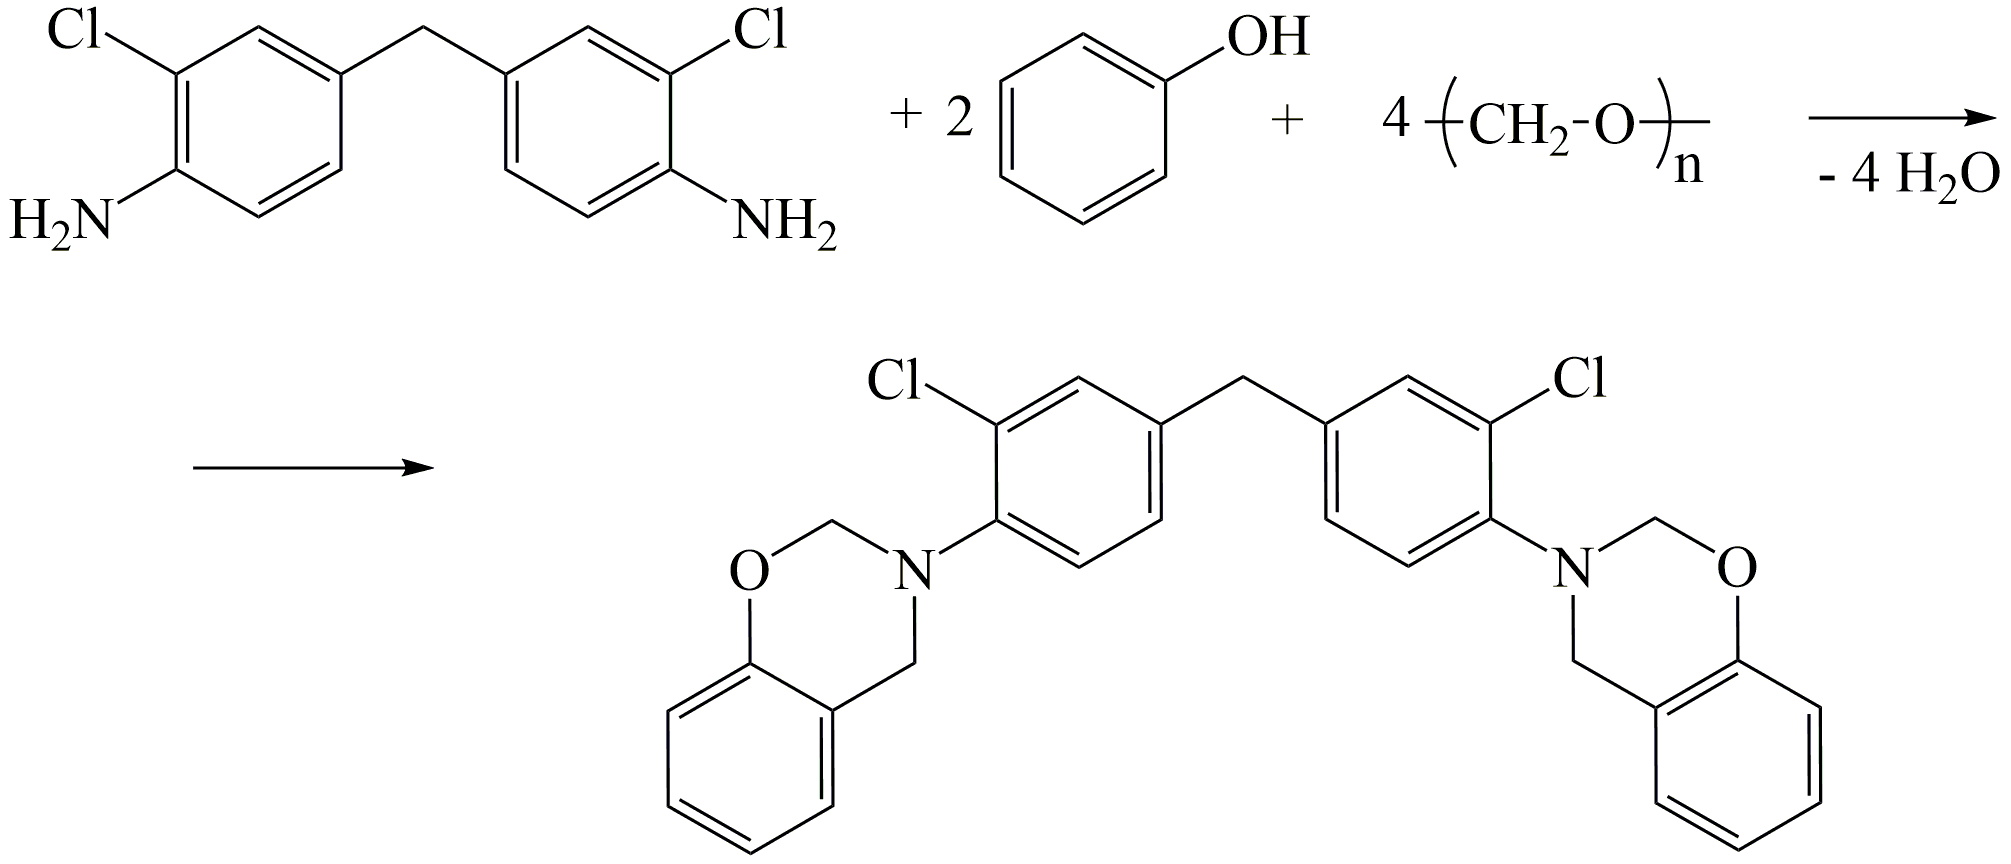 Cl Cl OH
+ 2 + 4 (CH₂-O)n
H₂N NH₂ - 4 H₂O
Cl Cl
O N N O